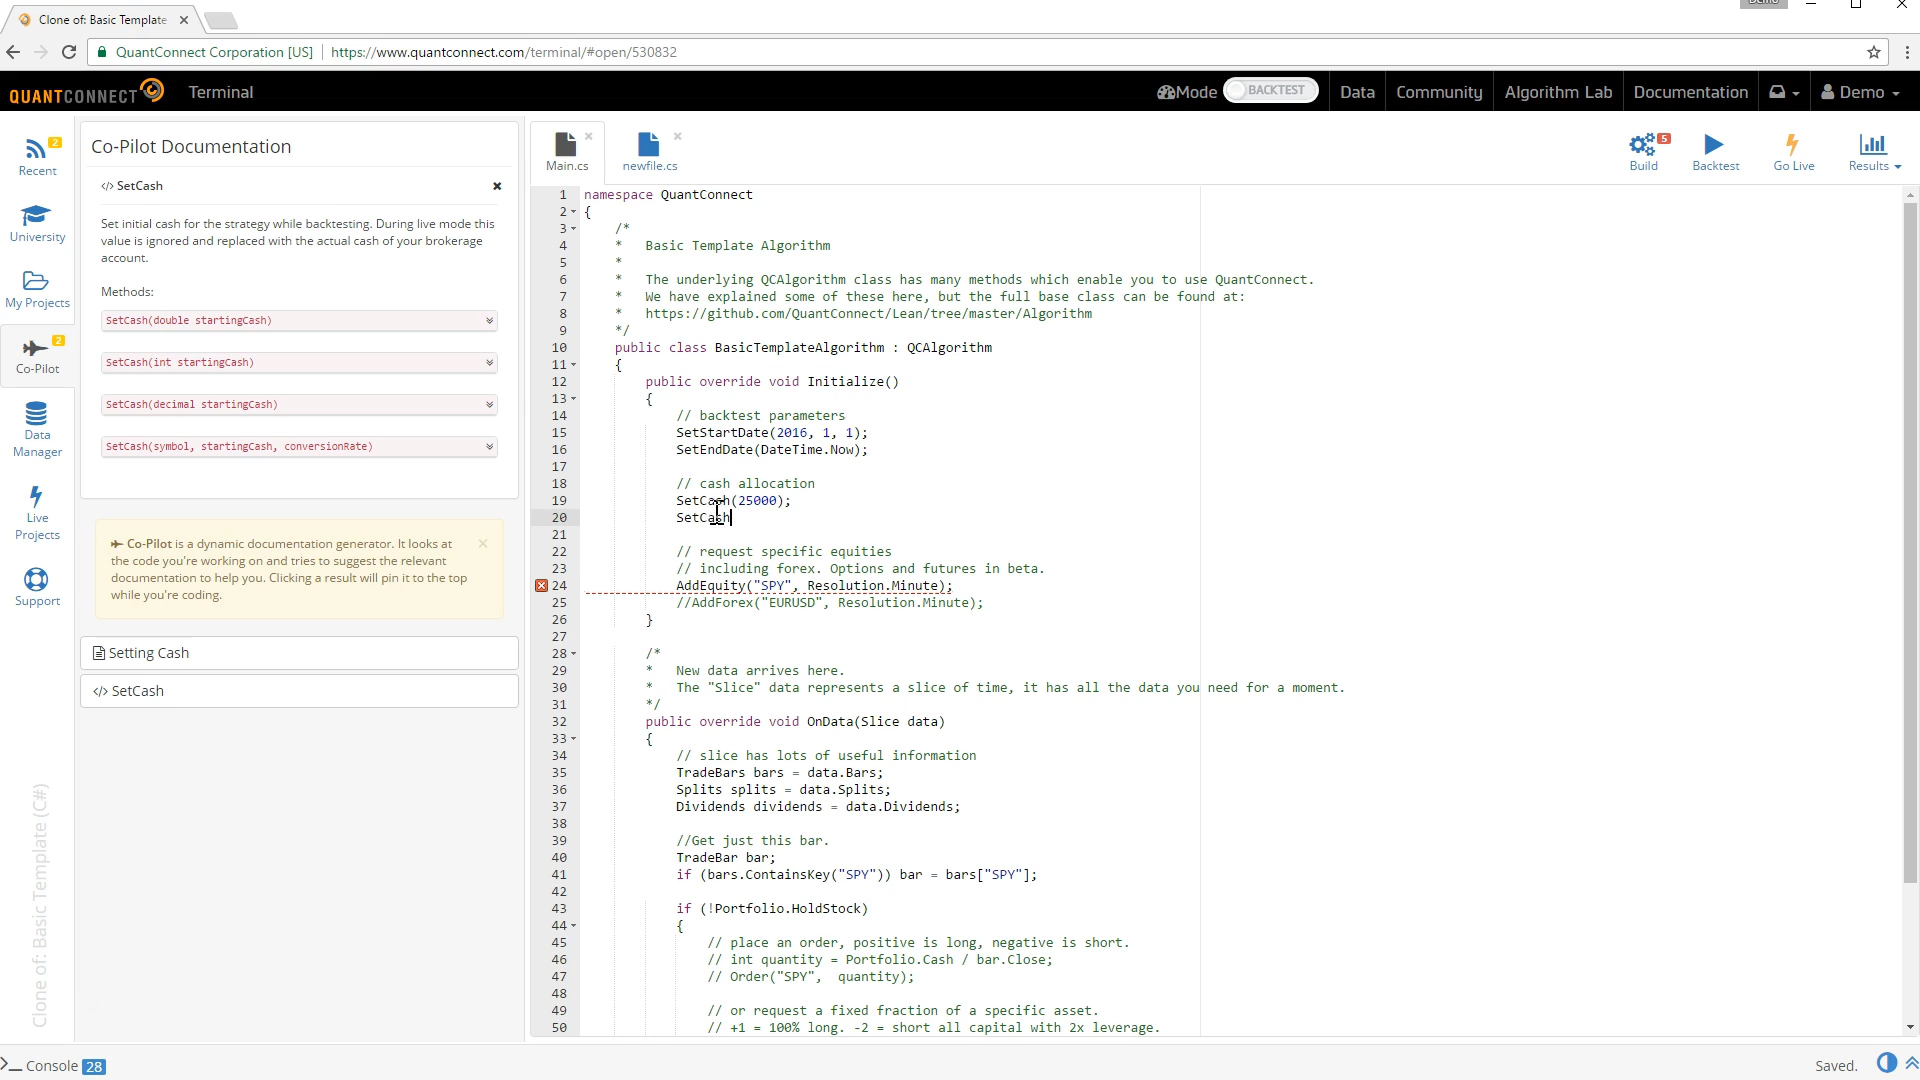 Clone of: Basic Template
Demo
QuantConnect Corporation [US] https://www.quantconnect.com/terminal/#open/530832
QUANTCONNECT Terminal Mode BACKTEST Data Community Algorithm Lab Documentation Demo
2
Recent
University
My Projects
2
Co-Pilot
Data
Manager
Live
Projects
Support
Clone of: Basic Template (C#)
Co-Pilot Documentation
</> SetCash
Set initial cash for the strategy while backtesting. During live mode this
value is ignored and replaced with the actual cash of your brokerage
account.
Methods:
SetCash(double startingCash)
SetCash(int startingCash)
SetCash(decimal startingCash)
SetCash(symbol, startingCash, conversionRate)
Co-Pilot is a dynamic documentation generator. It looks at
the code you're working on and tries to suggest the relevant
documentation to help you. Clicking a result will pin it to the top
while you're coding.
Setting Cash
</> SetCash
Main.cs newfile.cs
5
Build Backtest Go Live Results
1 namespace QuantConnect
2 {
3 /*
4 * Basic Template Algorithm
5 *
6 * The underlying QCAlgorithm class has many methods which enable you to use QuantConnect.
7 * We have explained some of these here, but the full base class can be found at:
8 * https://github.com/QuantConnect/Lean/tree/master/Algorithm
9 */
10 public class BasicTemplateAlgorithm : QCAlgorithm
11 {
12 public override void Initialize()
13 {
14 // backtest parameters
15 SetStartDate(2016, 1, 1);
16 SetEndDate(DateTime.Now);
17
18 // cash allocation
19 SetCash(25000);
20 SetCash
21
22 // request specific equities
23 // including forex. Options and futures in beta.
24 AddEquity("SPY", Resolution.Minute);
25 //AddForex("EURUSD", Resolution.Minute);
26 }
27
28 /*
29 * New data arrives here.
30 * The "Slice" data represents a slice of time, it has all the data you need for a moment.
31 */
32 public override void OnData(Slice data)
33 {
34 // slice has lots of useful information
35 TradeBars bars = data.Bars;
36 Splits splits = data.Splits;
37 Dividends dividends = data.Dividends;
38
39 //Get just this bar.
40 TradeBar bar;
41 if (bars.ContainsKey("SPY")) bar = bars["SPY"];
42
43 if (!Portfolio.HoldStock)
44 {
45 // place an order, positive is long, negative is short.
46 // int quantity = Portfolio.Cash / bar.Close;
47 // Order("SPY", quantity);
48
49 // or request a fixed fraction of a specific asset.
50 // +1 = 100% long. -2 = short all capital with 2x leverage.
Console 28
Saved.